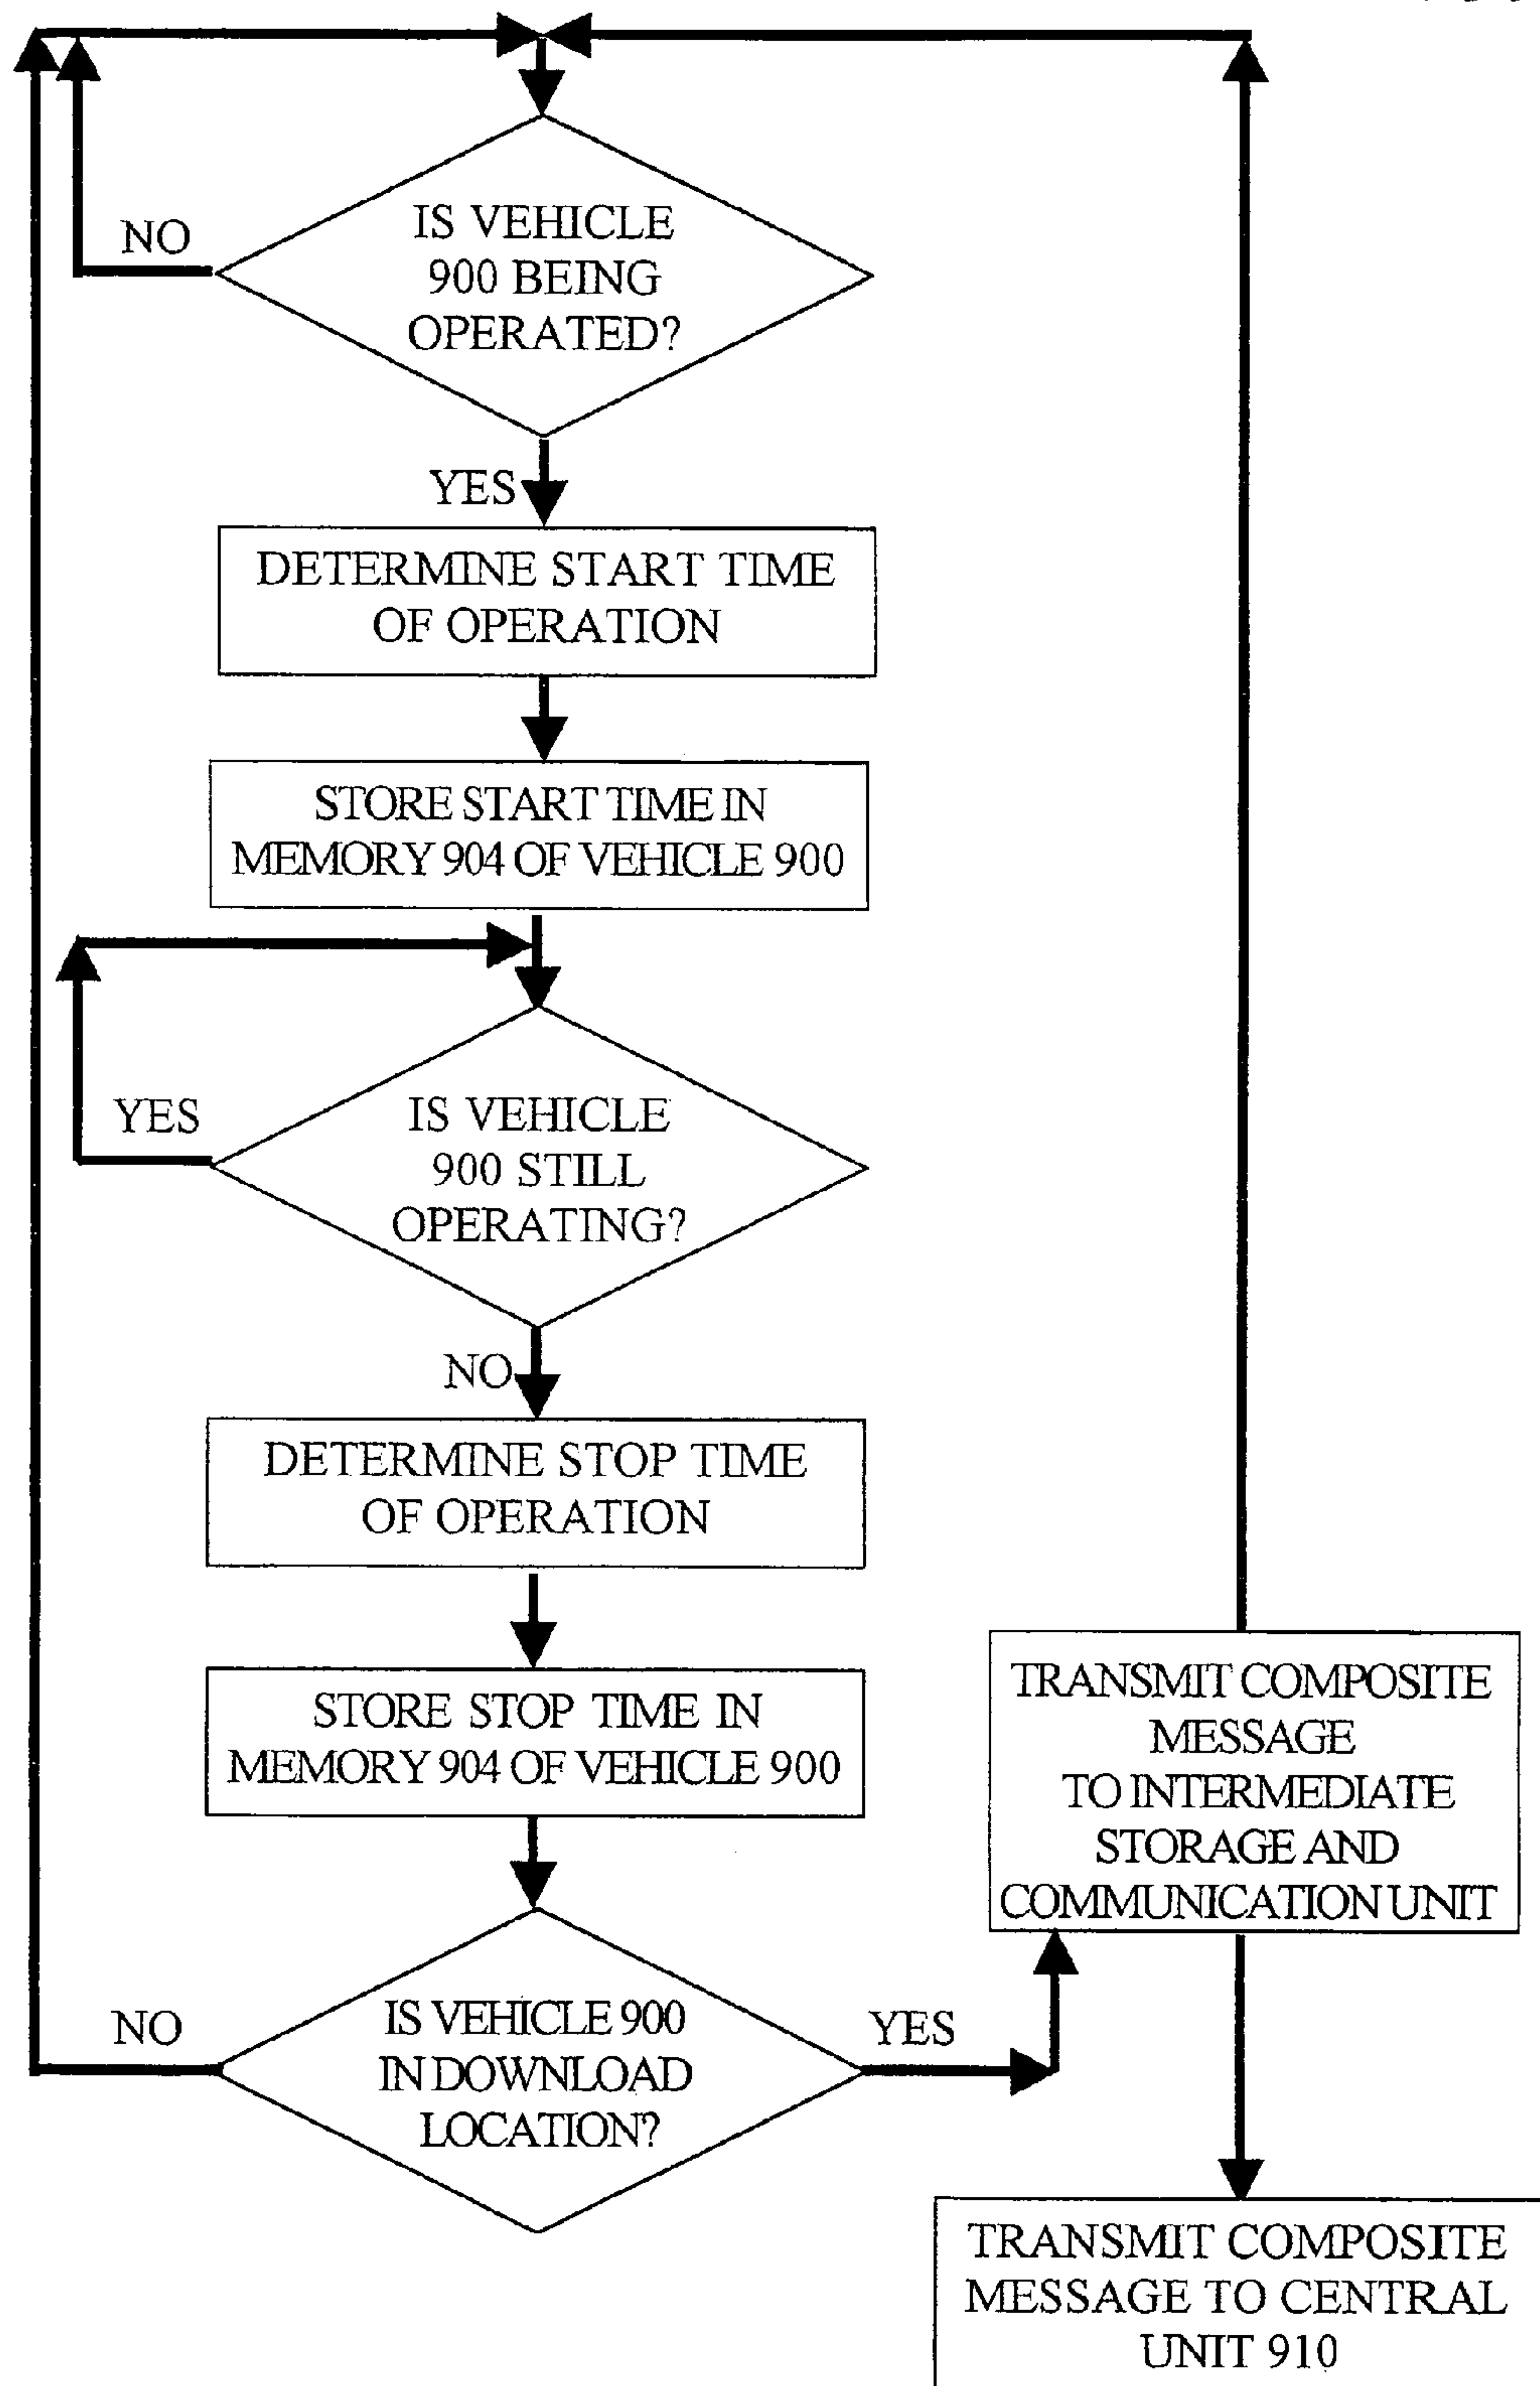 IS VEHICLE
900 BEING
OPERATED?
NO
YES
DETERMINE START TIME
OF OPERATION
STORE START TIME IN
MEMORY 904 OF VEHICLE 900
YES
IS VEHICLE
900 STILL
OPERATING?
NO
DETERMINE STOP TIME
OF OPERATION
STORE STOP TIME IN
MEMORY 904 OF VEHICLE 900
NO
IS VEHICLE 900
IN DOWNLOAD
LOCATION?
YES
TRANSMIT COMPOSITE
MESSAGE
TO INTERMEDIATE
STORAGE AND
COMMUNICATION UNIT
TRANSMIT COMPOSITE
MESSAGE TO CENTRAL
UNIT 910